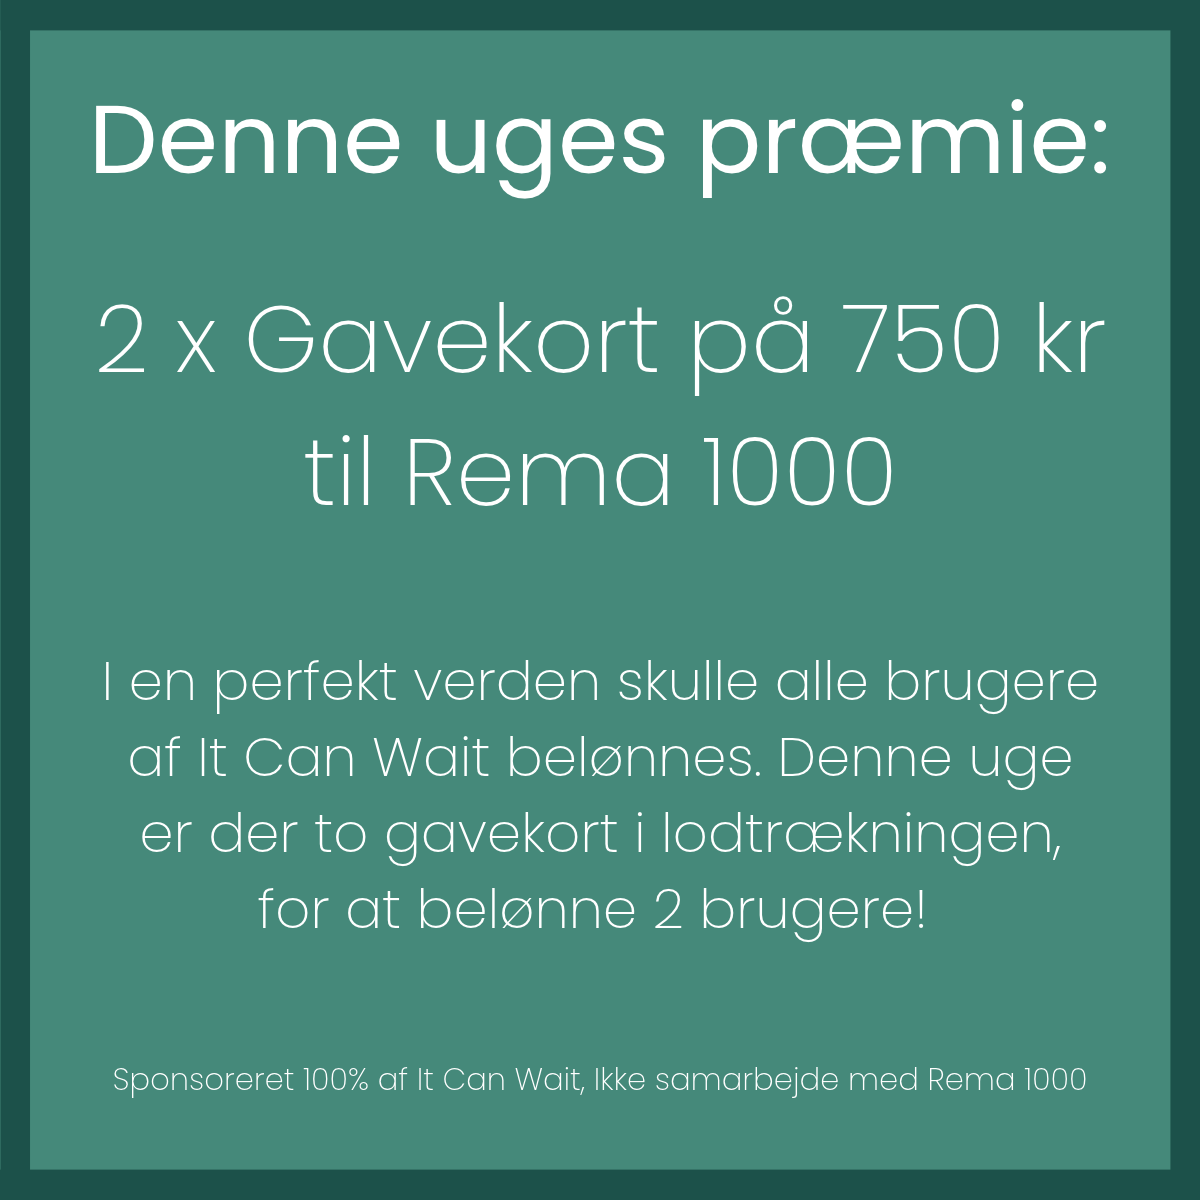 Denne uges præmie:
2 x Gavekort på 750 kr
til Rema 1000
I en perfekt verden skulle alle brugere
af It Can Wait belønnes. Denne uge
er der to gavekort i lodtrækningen,
for at belønne 2 brugere!
Sponsoreret 100% af It Can Wait, Ikke samarbejde med Rema 1000